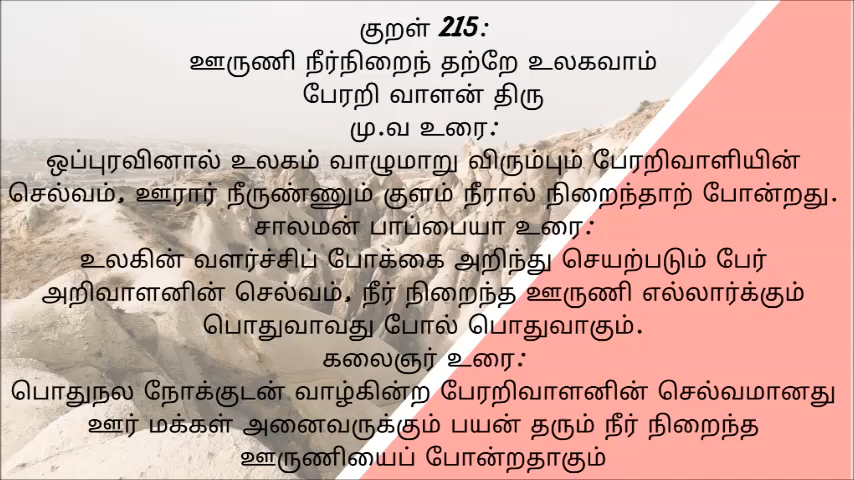 குறள் 215:
ஊருணி நீர்நிறைந் தற்றே உலகவாம்
பேரறி வாளன் திரு
மு.வ உரை:
ஒப்புரவினால் உலகம் வாழுமாறு விரும்பும் பேரறிவாளியின்
செல்வம், ஊரார் நீருண்ணும் குளம் நீரால் நிறைந்தாற் போன்றது.
சாலமன் பாப்பையா உரை:
உலகின் வளர்ச்சிப் போக்கை அறிந்து செயற்படும் பேர்
அறிவாளனின் செல்வம், நீர் நிறைந்த ஊருணி எல்லார்க்கும்
பொதுவாவது போல் பொதுவாகும்.
கலைஞர் உரை:
பொதுநல நோக்குடன் வாழ்கின்ற பேரறிவாளனின் செல்வமானது
ஊர் மக்கள் அனைவருக்கும் பயன் தரும் நீர் நிறைந்த
ஊருணியைப் போன்றதாகும்